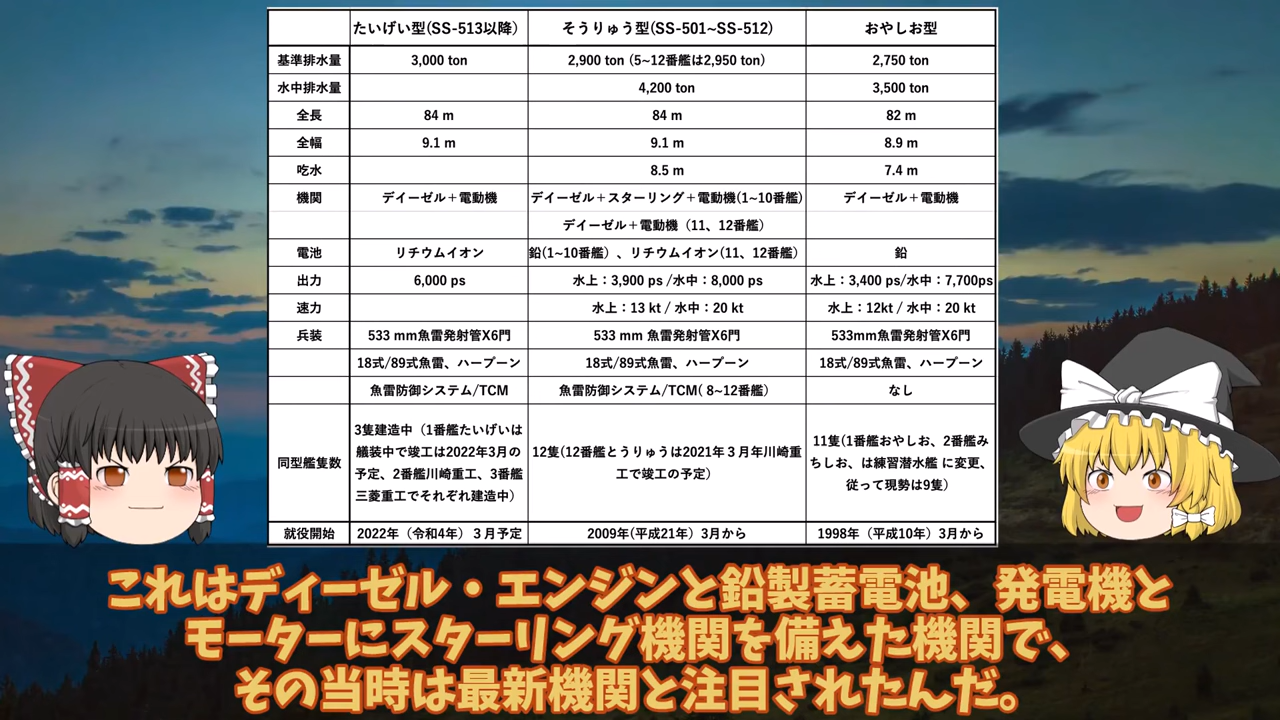 たいげい型(SS-513以降) そうりゅう型(SS-501~SS-512) おやしお型
基準排水量 3,000 ton 2,900 ton (5~12番艦は2,950 ton) 2,750 ton
水中排水量 4,200 ton 3,500 ton
全長 84 m 84 m 82 m
全幅 9.1 m 9.1 m 8.9 m
吃水 8.5 m 7.4 m
機関 デイーゼル＋電動機 デイーゼル＋スターリング＋電動機(1~10番艦) デイーゼル＋電動機
デイーゼル＋電動機（11、12番艦）
電池 リチウムイオン 鉛(1~10番艦）、リチウムイオン(11、12番艦） 鉛
出力 6,000 ps 水上：3,900 ps /水中：8,000 ps 水上：3,400 ps/水中：7,700ps
速力 水上：13 kt / 水中：20 kt 水上：12kt / 水中：20 kt
兵装 533 mm魚雷発射管X6門 533 mm 魚雷発射管X6門 533mm魚雷発射管X6門
18式/89式魚雷、ハープーン 18式/89式魚雷、ハープーン 18式/89式魚雷、ハープーン
魚雷防御システム/TCM 魚雷防御システム/TCM( 8~12番艦） なし
同型艦隻数
3隻建造中（1番艦たいげいは
艤装中で竣工は2022年3月の
予定、2番艦川崎重工、3番艦
三菱重工でそれぞれ建造中）
12隻(12番艦とうりゅうは2021年３月年川崎重
工で竣工の予定)
11隻(1番艦おやしお、2番艦み
ちしお、は練習潜水艦 に変更、
従って現勢は9隻）
就役開始 2022年（令和4年）３月予定 2009年(平成21年）3月から 1998年（平成10年）3月から
これはディーゼル・エンジンと鉛製蓄電池、発電機と
モーターにスターリング機関を備えた機関で、
その当時は最新機関と注目されたんだ。